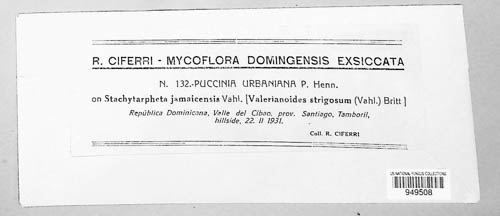 R. CIFERRI - MYCOFLORA DOMINGENSIS EXSICCATA
N. 132.-PUCCINIA URBANIANA P. Henn.
on Stachytarpheta jamaicensis Vahl. [Valerianoides strigosum (Vahl.) Britt ]
República Dominicana, Valle del Cibao, prov. Santiago, Tamboril,
hillside, 22. II 1931.
Coll. R. CIFERRI
US NATIONAL FUNGUS COLLECTIONS
949508